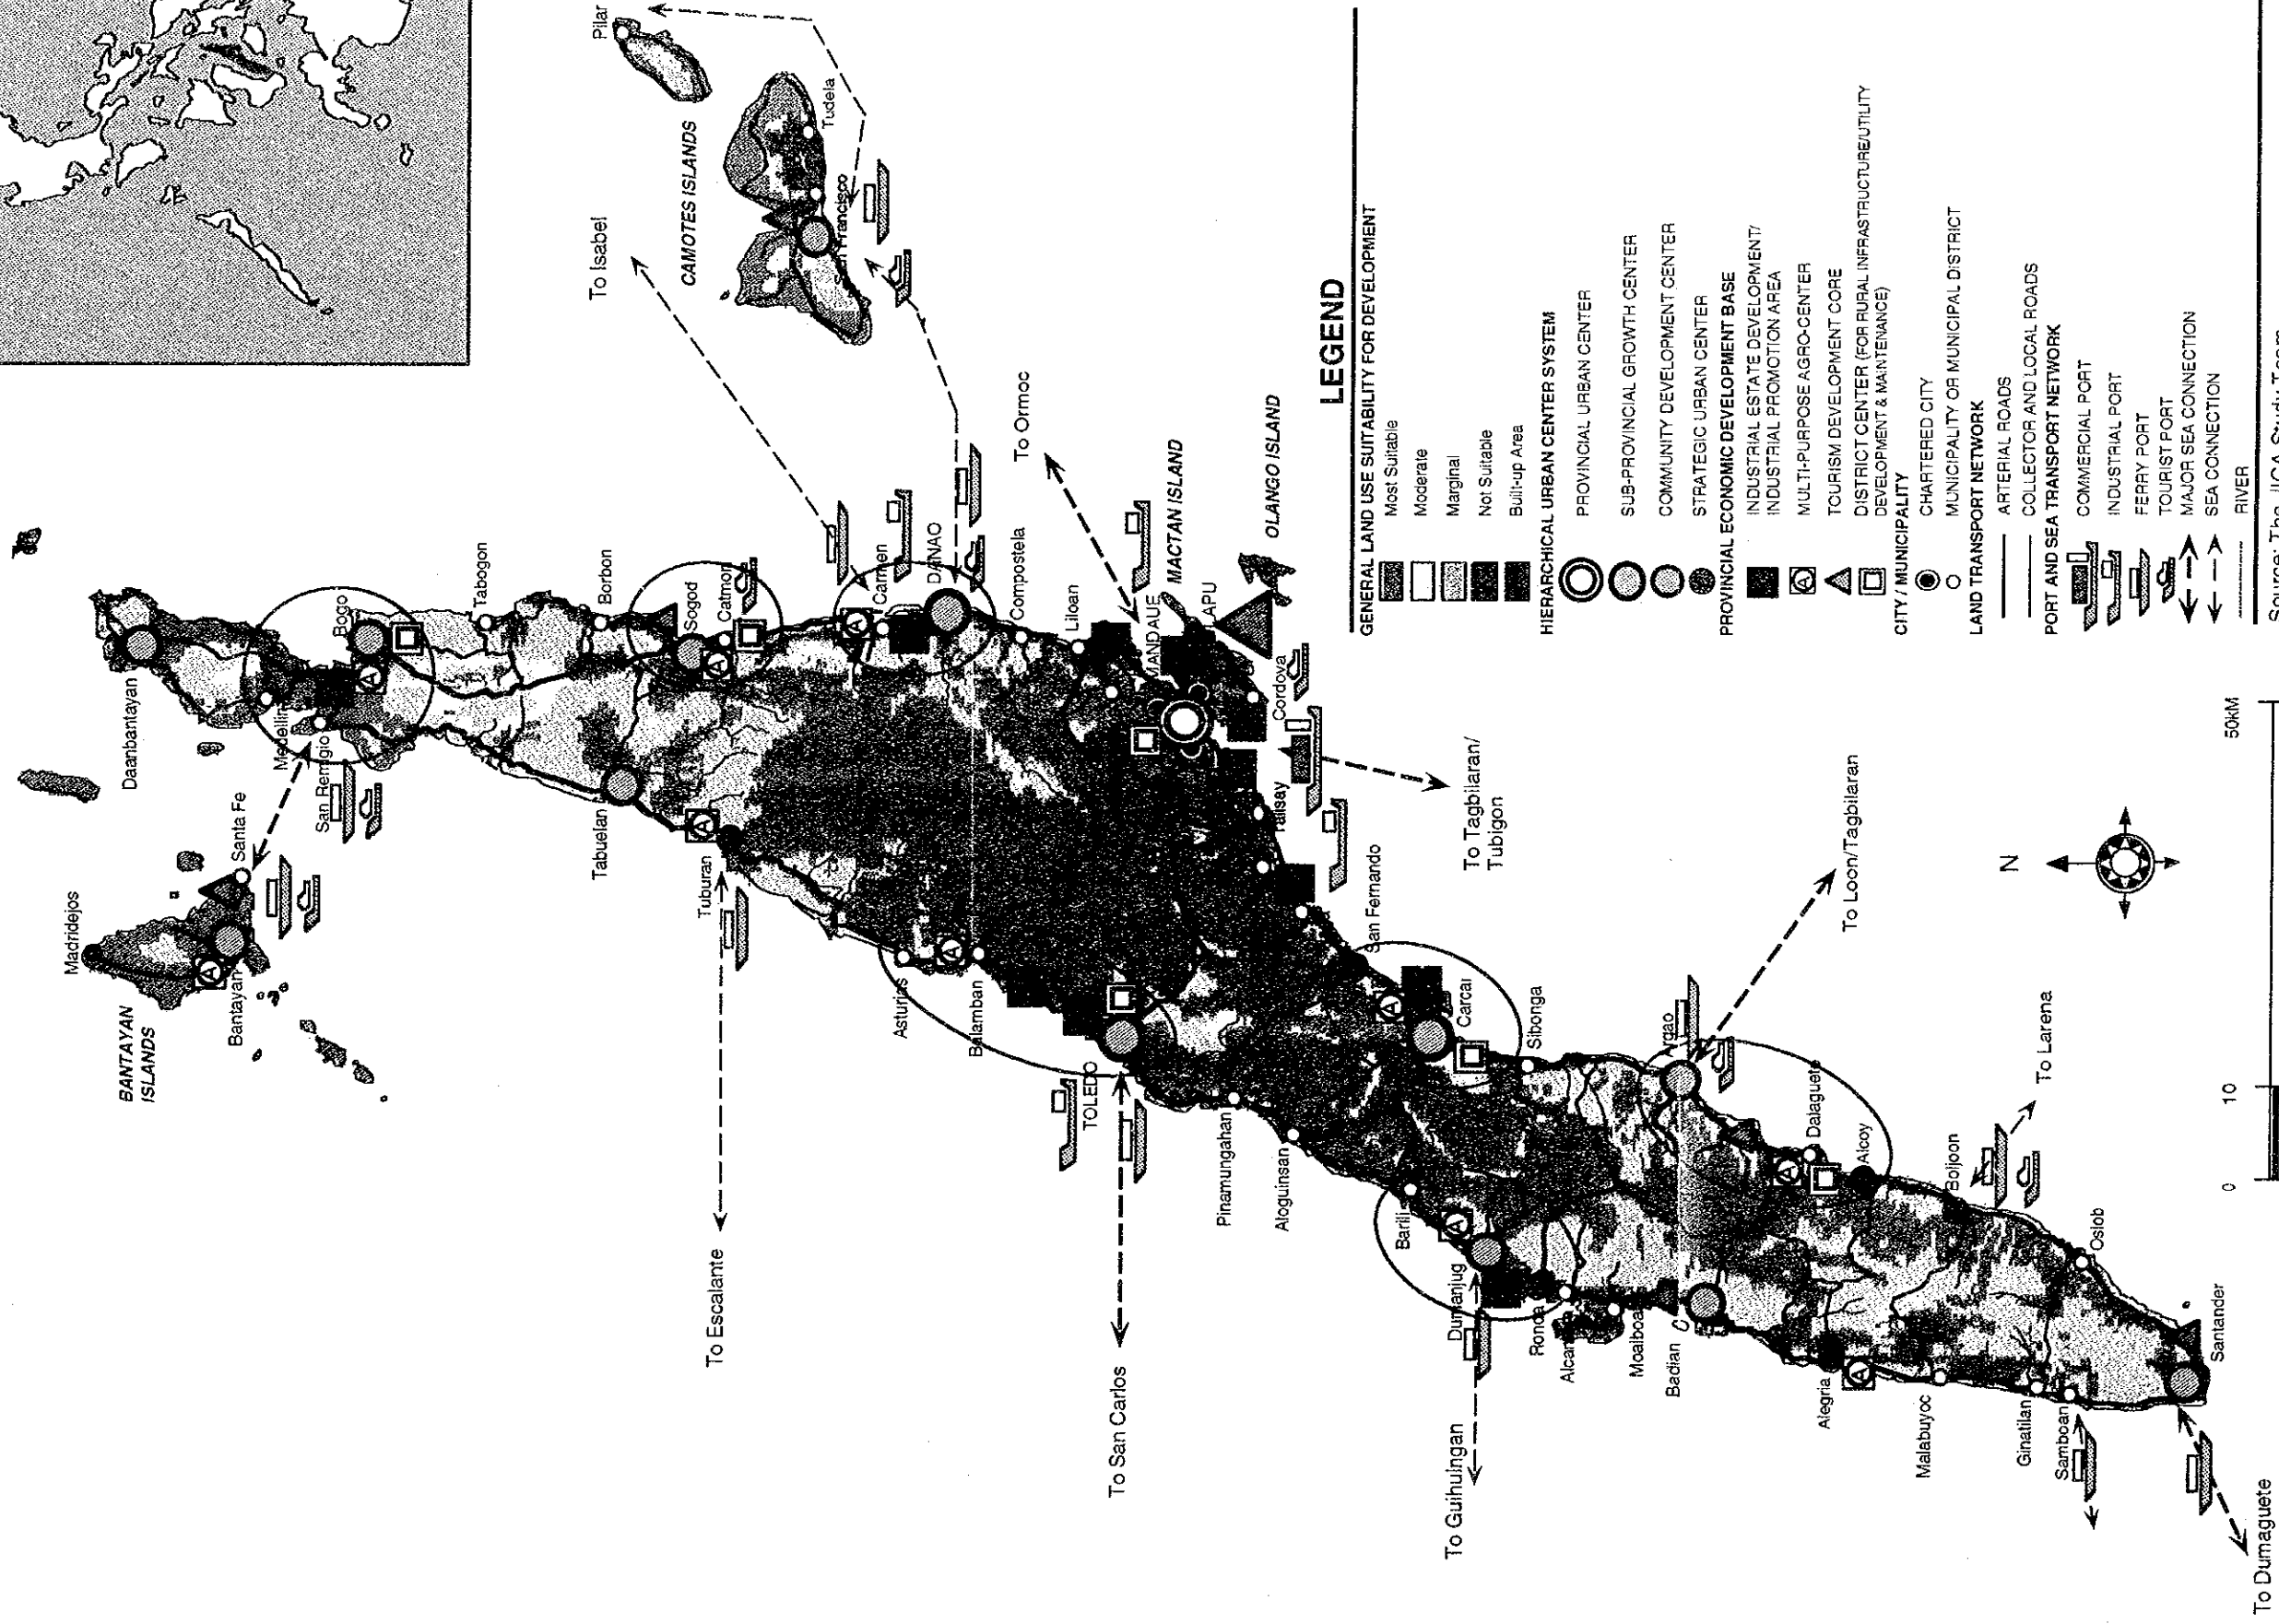 Pilar
Tudela
San Francisco
CAMOTES ISLANDS
To Isabel
To Ormoc
MACTAN ISLAND
OLANGO ISLAND
Daanbantayan
Medellin
San Remigio
Bogo
Tabogon
Borbon
Sogod
Catmon
Carmen
DANAO
Compostela
Liloan
MANDAUE
LAPU
Cordova
Talisay
Madridejos
Santa Fe
BANTAYAN
ISLANDS
Bantayan
Tabuelan
Tuburan
Asturias
Balamban
TOLEDO
Pinamungahan
Aloguinsan
San Fernando
Carcar
Sibonga
Argao
Dalaguete
Alcoy
Boljoon
Oslob
Santander
Barili
Dumanjug
Ronda
Badian
Alegria
Malabuyoc
Ginatilan
Samboan
To Escalante
To San Carlos
To Guihulngan
To Dumaguete
To Larena
To Loon/Tagbilaran
To Tagbilaran/
Tubigon
N
0 10 50kM
LEGEND
GENERAL LAND USE SUITABILITY FOR DEVELOPMENT
Most Suitable
Moderate
Marginal
Not Suitable
Built-up Area
HIERARCHICAL URBAN CENTER SYSTEM
PROVINCIAL URBAN CENTER
SUB-PROVINCIAL GROWTH CENTER
COMMUNITY DEVELOPMENT CENTER
STRATEGIC URBAN CENTER
PROVINCIAL ECONOMIC DEVELOPMENT BASE
INDUSTRIAL ESTATE DEVELOPMENT/
INDUSTRIAL PROMOTION AREA
A MULTI-PURPOSE AGRO-CENTER
TOURISM DEVELOPMENT CORE
DISTRICT CENTER (FOR RURAL INFRASTRUCTURE/UTILITY
DEVELOPMENT & MAINTENANCE)
CITY / MUNICIPALITY
CHARTERED CITY
MUNICIPALITY OR MUNICIPAL DISTRICT
LAND TRANSPORT NETWORK
ARTERIAL ROADS
COLLECTOR AND LOCAL ROADS
PORT AND SEA TRANSPORT NETWORK
COMMERCIAL PORT
INDUSTRIAL PORT
FERRY PORT
TOURIST PORT
MAJOR SEA CONNECTION
SEA CONNECTION
RIVER
Source: The JICA Study Team